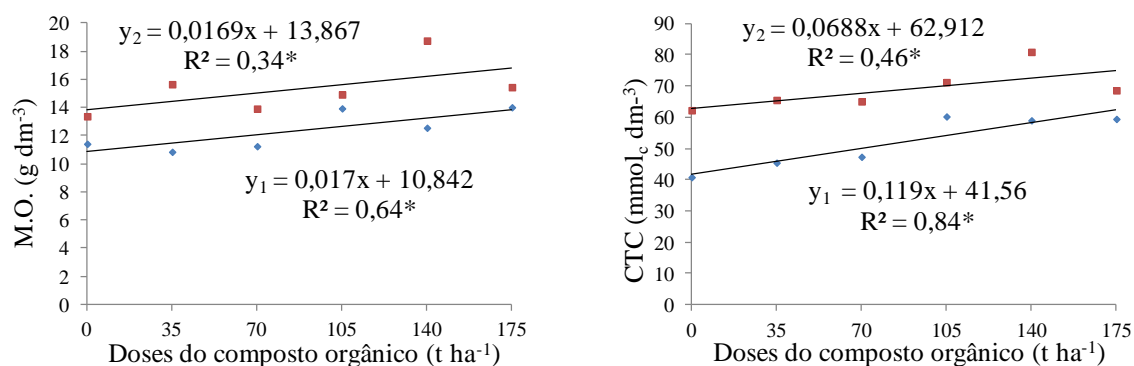 M.O. (g dm-3)
20
18
16
14
12
10
8
6
4
2
0
y2 = 0,0169x + 13,867
R² = 0,34*
y1 = 0,017x + 10,842
R² = 0,64*
0 35 70 105 140 175
Doses do composto orgânico (t ha-1)
CTC (mmolc dm-3)
90
80
70
60
50
40
30
20
10
0
y2 = 0,0688x + 62,912
R² = 0,46*
y1 = 0,119x + 41,56
R² = 0,84*
0 35 70 105 140 175
Doses do composto orgânico (t ha-1)